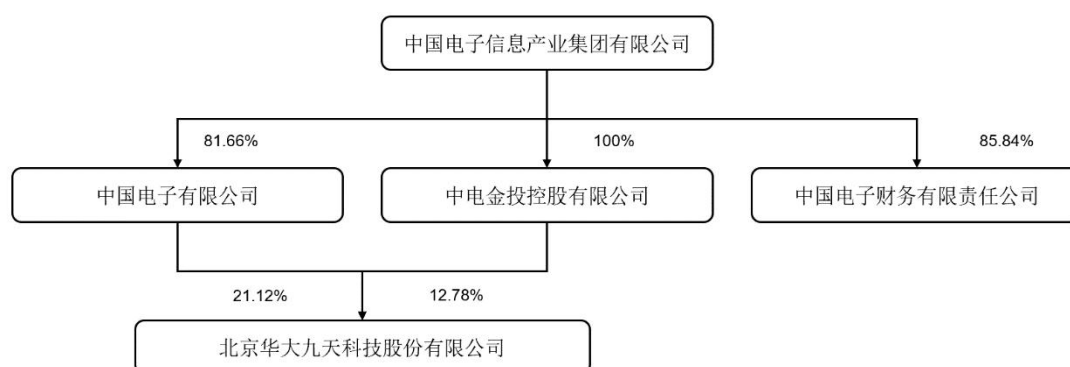 中国电子信息产业集团有限公司
81.66%
100%
85.84%
中国电子有限公司
中电金投控股有限公司
中国电子财务有限责任公司
21.12%
12.78%
北京华大九天科技股份有限公司